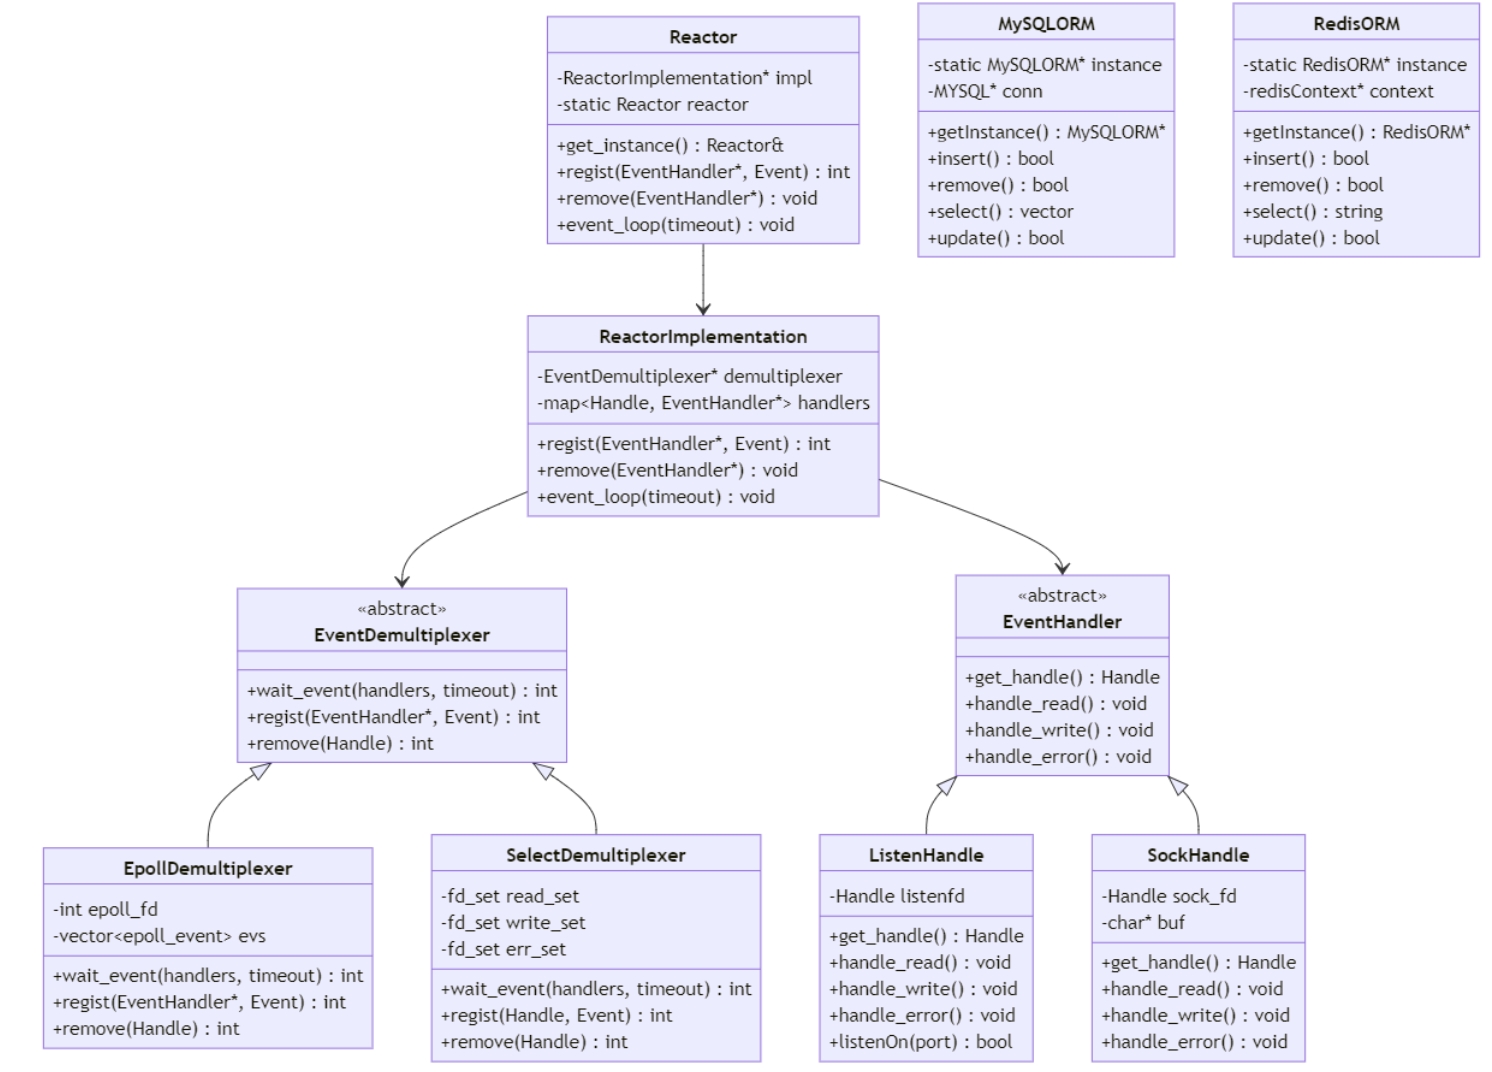 Reactor
-ReactorImplementation* impl
-static Reactor reactor
+get_instance() : Reactor&
+regist(EventHandler*, Event) : int
+remove(EventHandler*) : void
+event_loop(timeout) : void
MySQLORM
-static MySQLORM* instance
-MYSQL* conn
+getInstance() : MySQLORM*
+insert() : bool
+remove() : bool
+select() : vector
+update() : bool
RedisORM
-static RedisORM* instance
-redisContext* context
+getInstance() : RedisORM*
+insert() : bool
+remove() : bool
+select() : string
+update() : bool
ReactorImplementation
-EventDemultiplexer* demultiplexer
-map<Handle, EventHandler*> handlers
+regist(EventHandler*, Event) : int
+remove(EventHandler*) : void
+event_loop(timeout) : void
«abstract»
EventDemultiplexer
+wait_event(handlers, timeout) : int
+regist(EventHandler*, Event) : int
+remove(Handle) : int
«abstract»
EventHandler
+get_handle() : Handle
+handle_read() : void
+handle_write() : void
+handle_error() : void
EpollDemultiplexer
-int epoll_fd
-vector<epoll_event> evs
+wait_event(handlers, timeout) : int
+regist(EventHandler*, Event) : int
+remove(Handle) : int
SelectDemultiplexer
-fd_set read_set
-fd_set write_set
-fd_set err_set
+wait_event(handlers, timeout) : int
+regist(Handle, Event) : int
+remove(Handle) : int
ListenHandle
-Handle listenfd
+get_handle() : Handle
+handle_read() : void
+handle_write() : void
+handle_error() : void
+listenOn(port) : bool
SockHandle
-Handle sock_fd
-char* buf
+get_handle() : Handle
+handle_read() : void
+handle_write() : void
+handle_error() : void